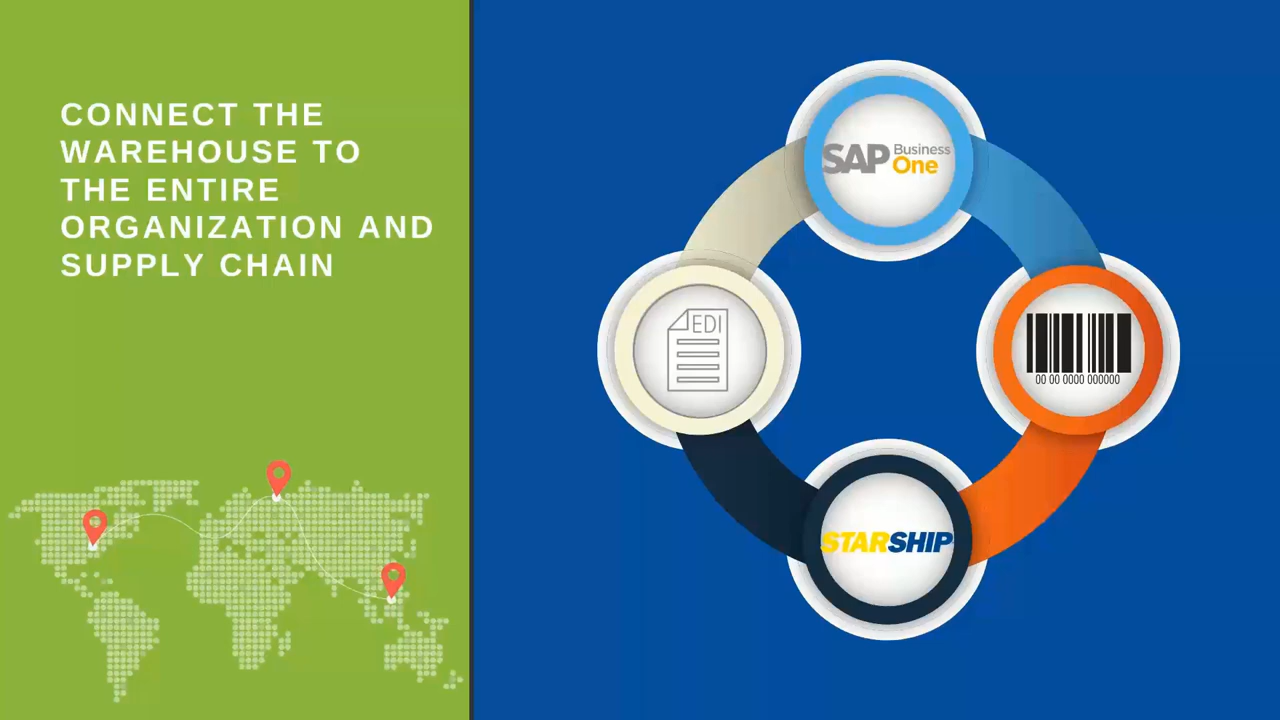 CONNECT THE
WAREHOUSE TO
THE ENTIRE
ORGANIZATION AND
SUPPLY CHAIN
SAP Business One
EDI
00 00 0000 000000
STARSHIP